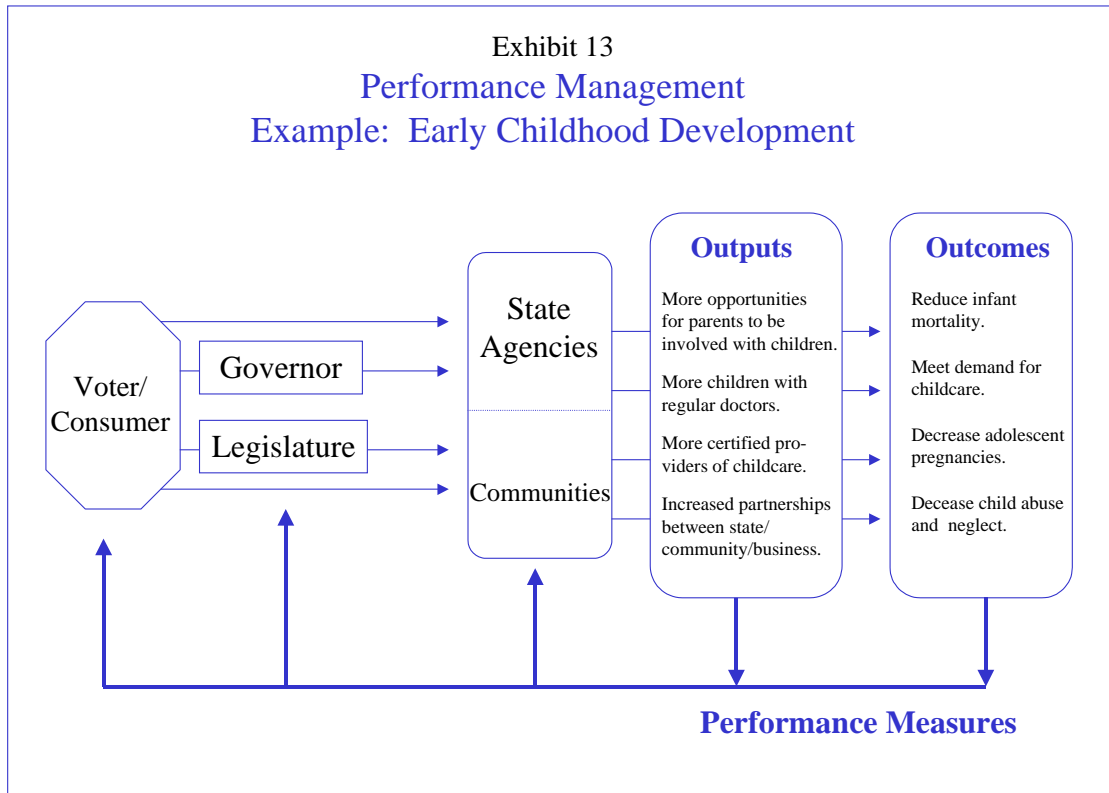 Exhibit 13
Performance Management
Example: Early Childhood Development
Voter/
Consumer
Governor
Legislature
State
Agencies
Communities
Outputs
More opportunities
for parents to be
involved with children.
More children with
regular doctors.
More certified pro-
viders of childcare.
Increased partnerships
between state/
community/business.
Outcomes
Reduce infant
mortality.
Meet demand for
childcare.
Decrease adolescent
pregnancies.
Decease child abuse
and neglect.
Performance Measures